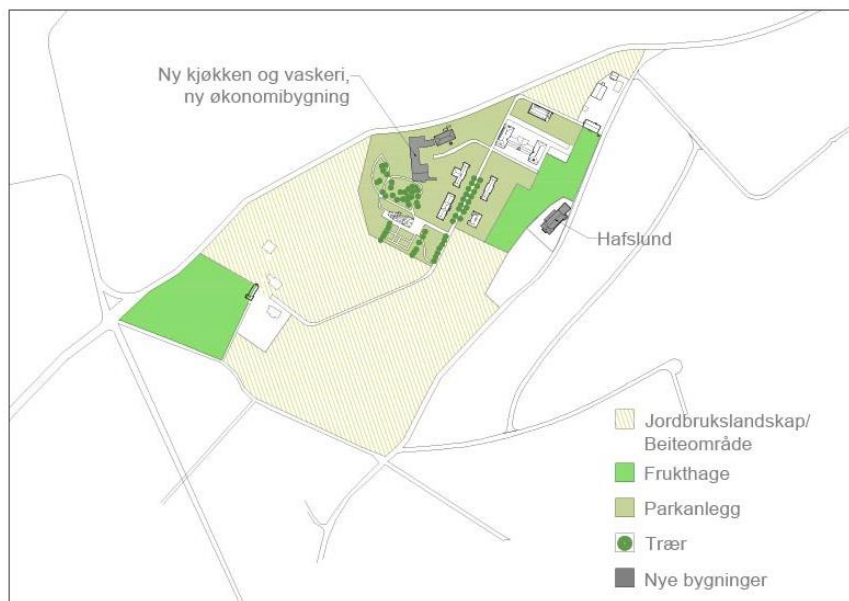 Ny kjøkken og vaskeri,
ny økonomibygning
Hafslund
Jordbrukslandskap/
Beiteområde
Frukthage
Parkanlegg
Trær
Nye bygninger